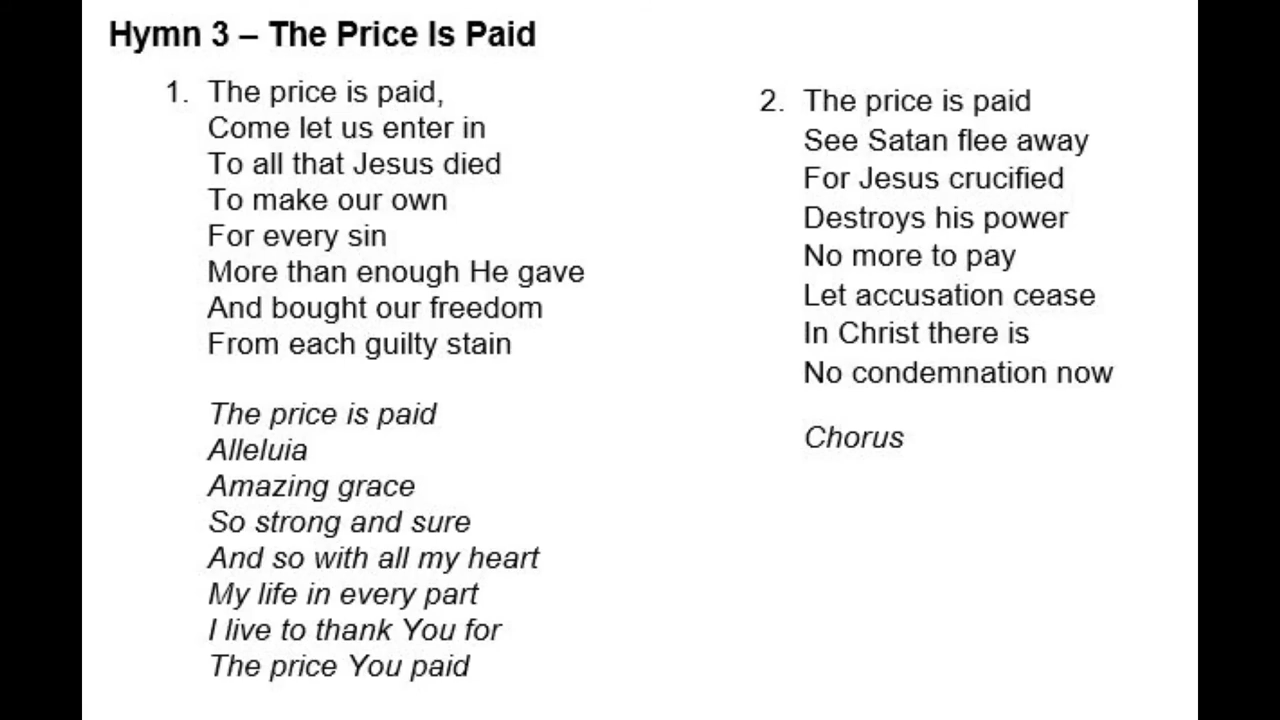 Hymn 3 – The Price Is Paid
1. The price is paid,
Come let us enter in
To all that Jesus died
To make our own
For every sin
More than enough He gave
And bought our freedom
From each guilty stain
The price is paid
Alleluia
Amazing grace
So strong and sure
And so with all my heart
My life in every part
I live to thank You for
The price You paid
2. The price is paid
See Satan flee away
For Jesus crucified
Destroys his power
No more to pay
Let accusation cease
In Christ there is
No condemnation now
Chorus